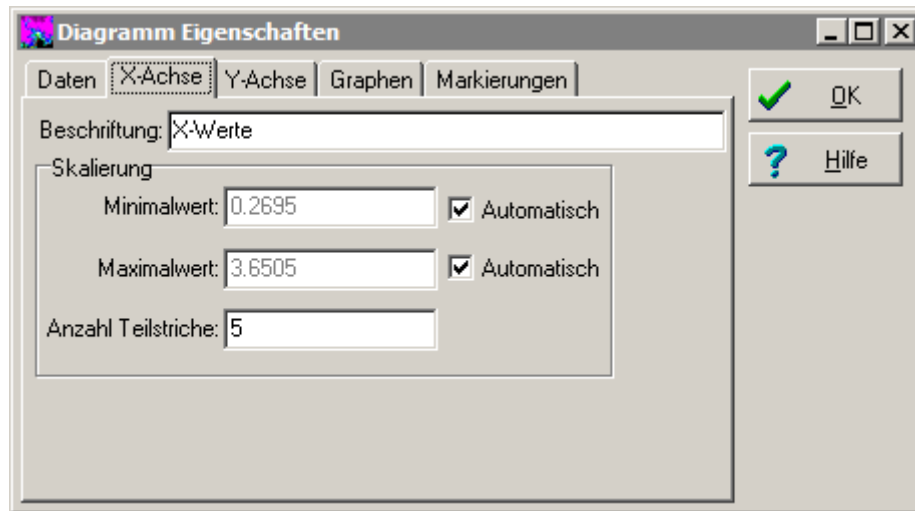 Diagramm Eigenschaften
Daten X-Achse Y-Achse Graphen Markierungen
OK
Beschriftung: X-Werte
Hilfe
Skalierung
Minimalwert: 0.2695 Automatisch
Maximalwert: 3.6505 Automatisch
Anzahl Teilstriche: 5